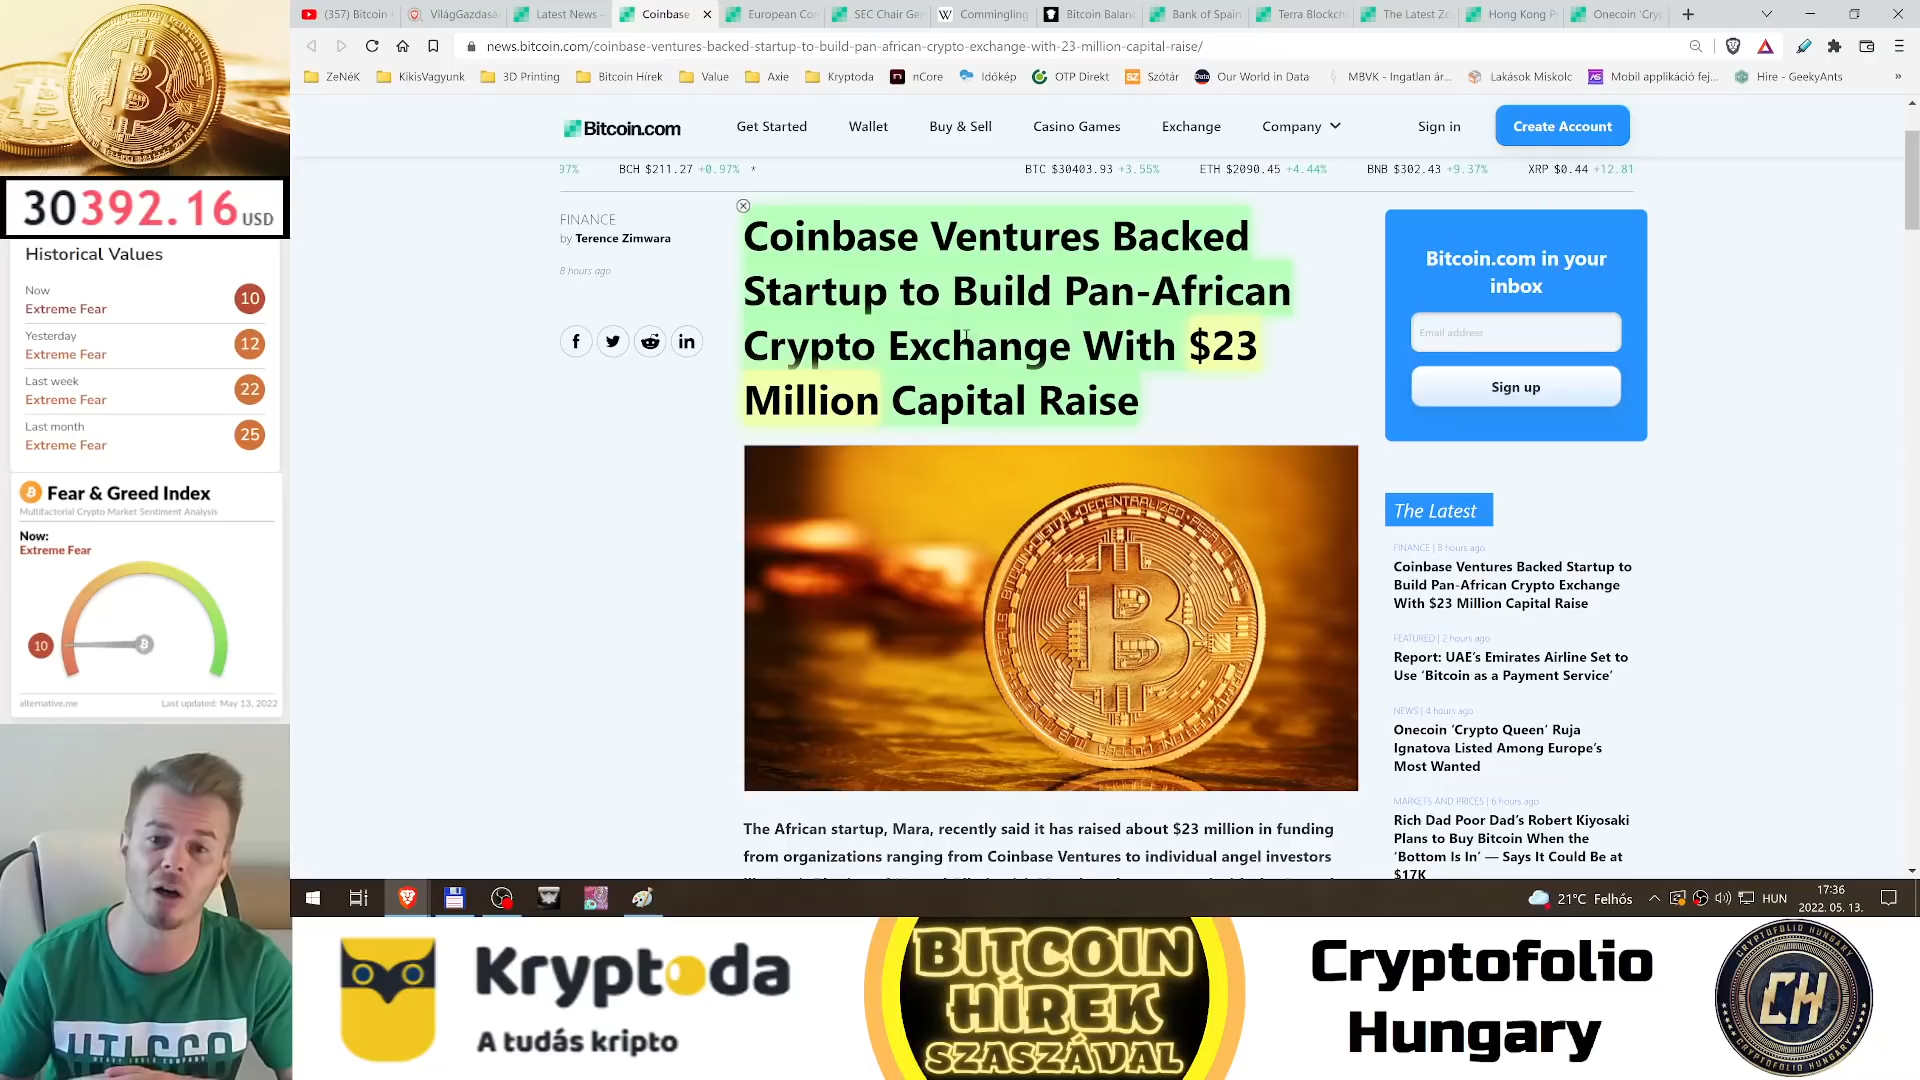 (357) Bitcoin
VilágGazdasá
Latest News –
Coinbase
European Con
SEC Chair Gen
Commingling
Bitcoin Balanc
Bank of Spain
Terra Blockch
The Latest Zc
Hong Kong P
Onecoin ‘Cryp
news.bitcoin.com/coinbase-ventures-backed-startup-to-build-pan-african-crypto-exchange-with-23-million-capital-raise/
ZeNéK KikisVagyunk 3D Printing Bitcoin Hírek Value Axie Kryptoda nCore Időkép OTP Direkt Szótár Our World in Data MBVK - Ingatlan ár... Lakások Miskolc Mobil applikáció fej... Hire - GeekyAnts »
Bitcoin.com Get Started Wallet Buy & Sell Casino Games Exchange Company Sign in Create Account
97% BCH $211.27 +0.97% * BTC $30403.93 +3.55% ETH $2090.45 +4.44% BNB $302.43 +9.37% XRP $0.44 +12.81
30392.16 USD
Historical Values
Now
Extreme Fear 10
Yesterday
Extreme Fear 12
Last week
Extreme Fear 22
Last month
Extreme Fear 25
Fear & Greed Index
Multifactorial Crypto Market Sentiment Analysis
Now:
Extreme Fear
10
alternative.me Last updated: May 13, 2022
FINANCE
by Terence Zimwara
8 hours ago
Coinbase Ventures Backed
Startup to Build Pan-African
Crypto Exchange With $23
Million Capital Raise
DIGITAL DECENTRALIZED
BITCOIN
The African startup, Mara, recently said it has raised about $23 million in funding
from organizations ranging from Coinbase Ventures to individual angel investors
Bitcoin.com in your
inbox
Email address
Sign up
The Latest
FINANCE | 8 hours ago
Coinbase Ventures Backed Startup to
Build Pan-African Crypto Exchange
With $23 Million Capital Raise
FEATURED | 2 hours ago
Report: UAE’s Emirates Airline Set to
Use ‘Bitcoin as a Payment Service’
NEWS | 4 hours ago
Onecoin ‘Crypto Queen’ Ruja
Ignatova Listed Among Europe’s
Most Wanted
MARKETS AND PRICES | 6 hours ago
Rich Dad Poor Dad’s Robert Kiyosaki
Plans to Buy Bitcoin When the
‘Bottom Is In’ — Says It Could Be at
$17K
21°C Felhős HUN 17:36
2022. 05. 13.
Kryptoda
A tudás kripto
BITCOIN
HÍREK
SZASZÁVAL
Cryptofolio
Hungary
CRYPTOFOLIO HUNGARY
CH
CRYPTOFOLIO HUNGARY